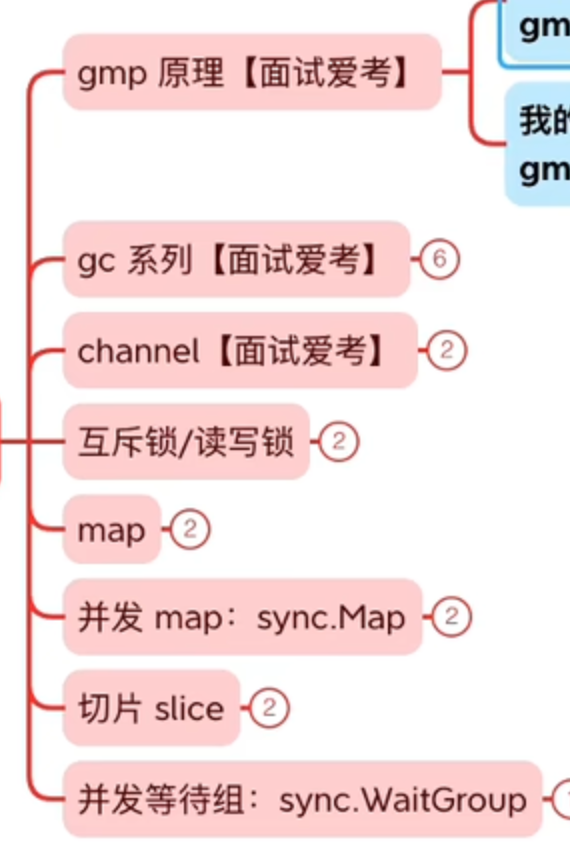 gmp 原理【面试爱考】
gm
我的
gm
gc 系列【面试爱考】
6
channel【面试爱考】
2
互斥锁/读写锁
2
map
2
并发 map：sync.Map
2
切片 slice
2
并发等待组：sync.WaitGroup